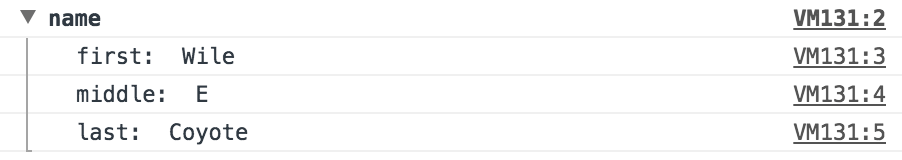 ▼ name VM131:2
first: Wile VM131:3
middle: E VM131:4
last: Coyote VM131:5